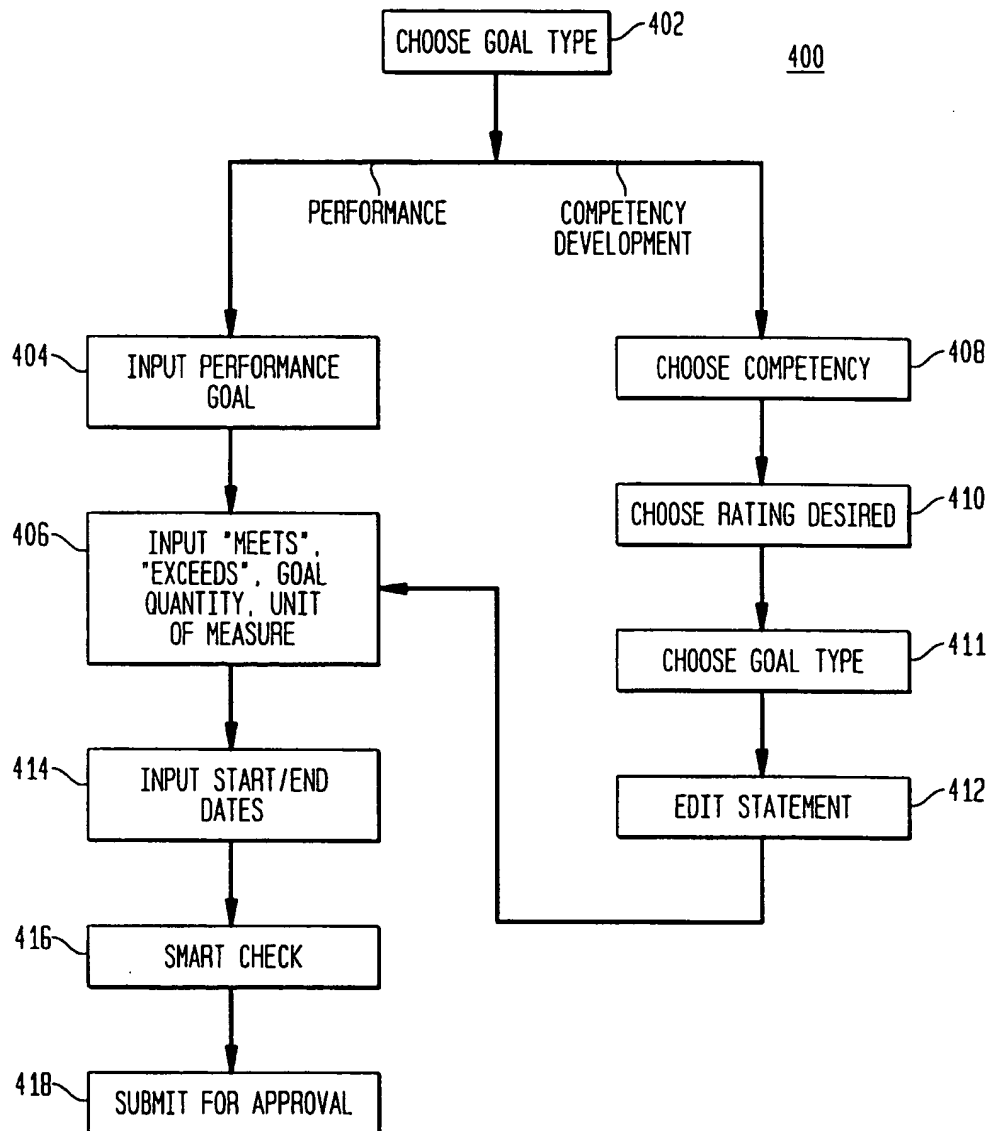 CHOOSE GOAL TYPE
402
400
PERFORMANCE
COMPETENCY
DEVELOPMENT
404
INPUT PERFORMANCE
GOAL
408
CHOOSE COMPETENCY
410
CHOOSE RATING DESIRED
406
INPUT "MEETS",
"EXCEEDS", GOAL
QUANTITY, UNIT
OF MEASURE
411
CHOOSE GOAL TYPE
414
INPUT START/END
DATES
412
EDIT STATEMENT
416
SMART CHECK
418
SUBMIT FOR APPROVAL